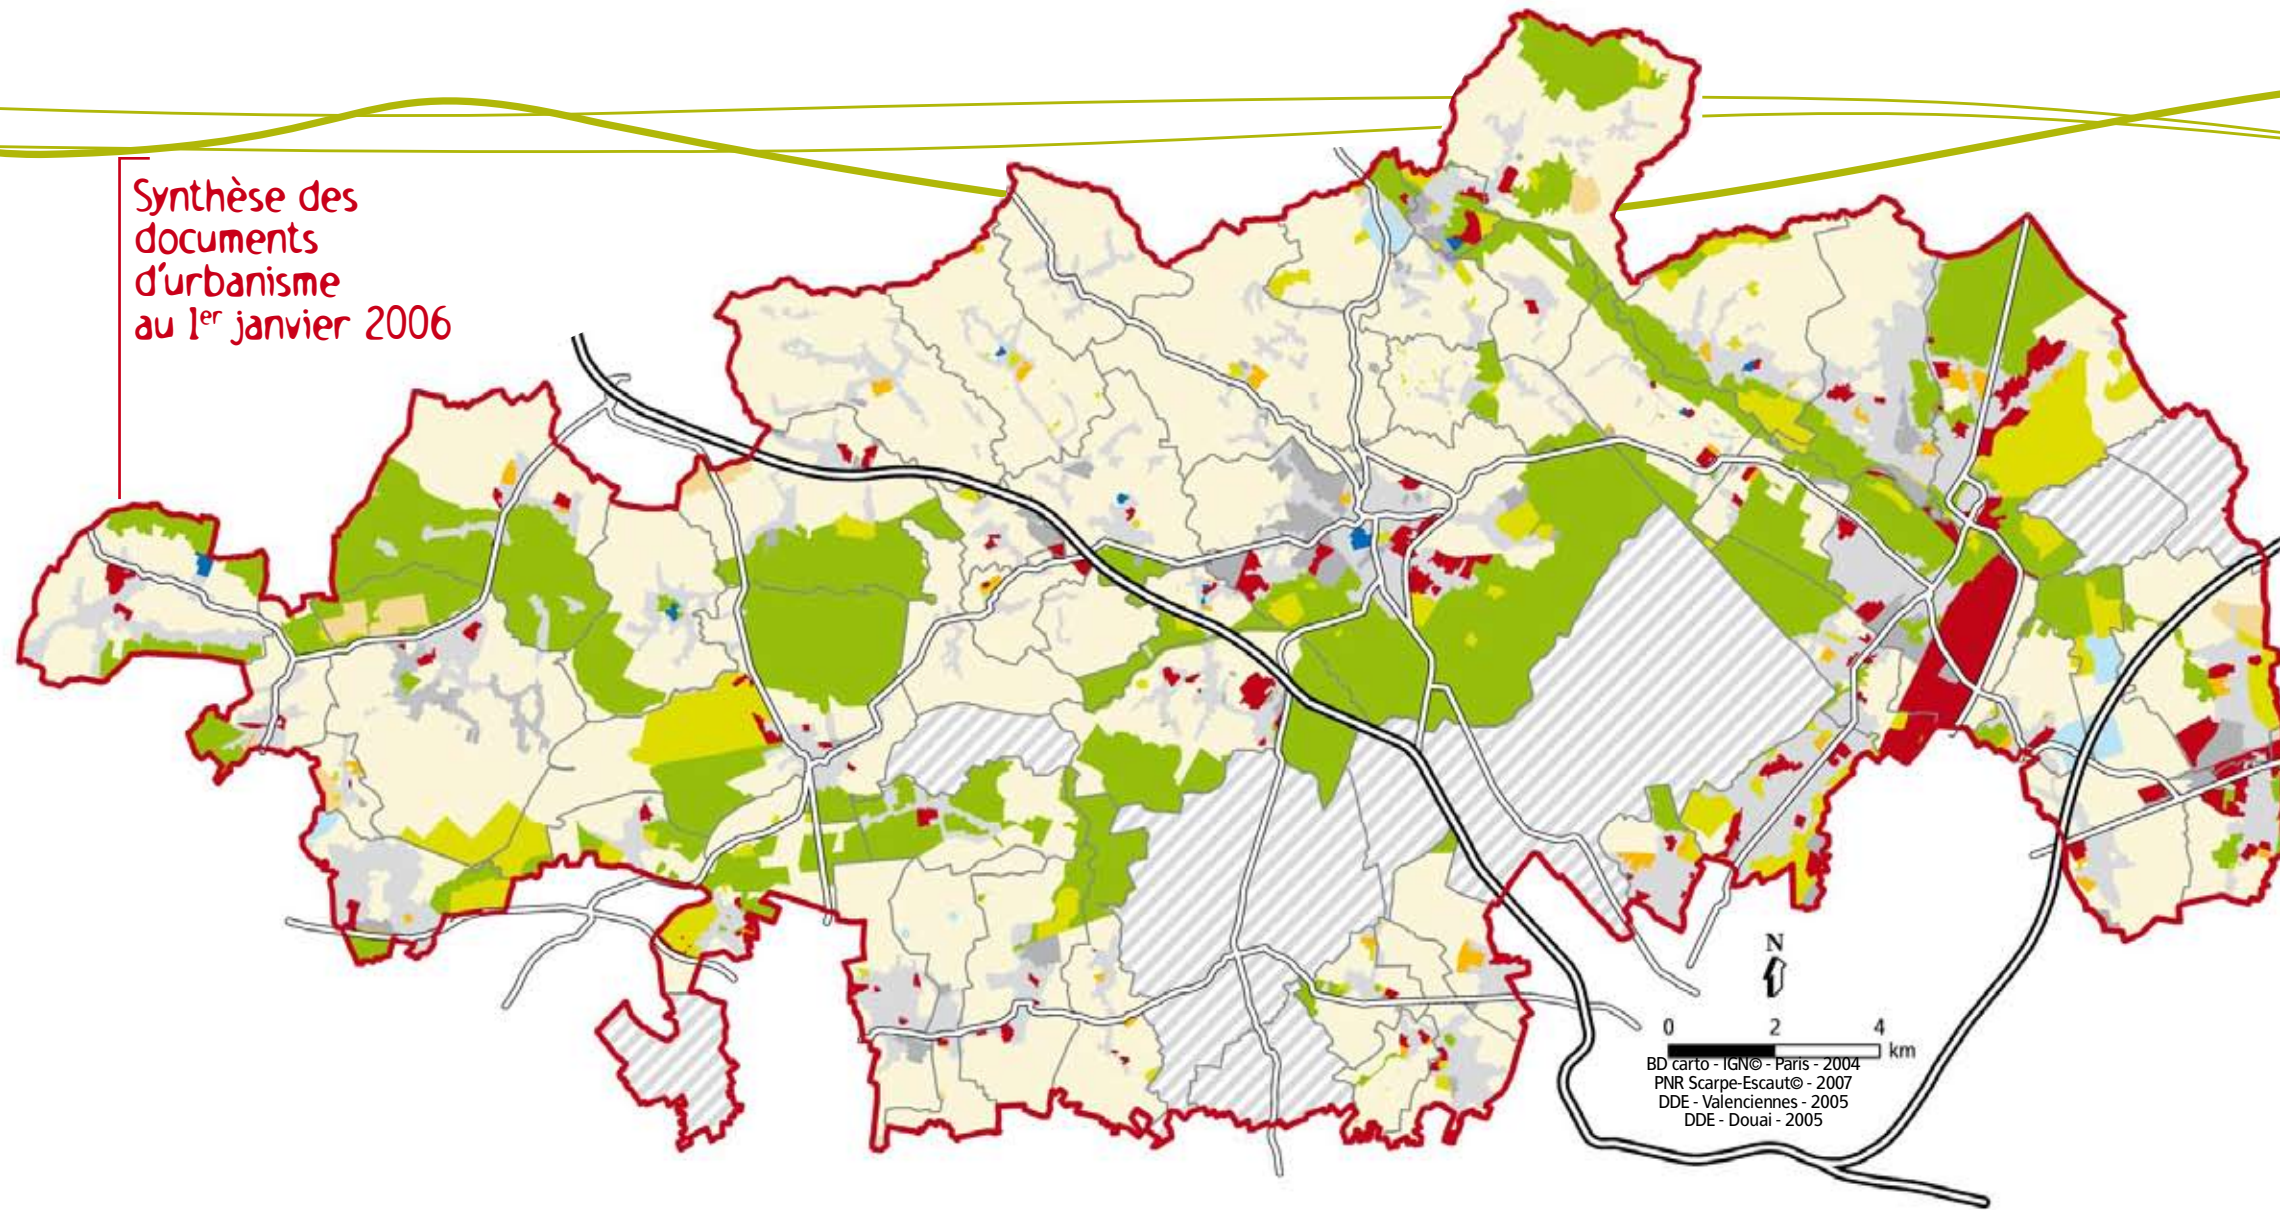 Synthèse des
documents
d'urbanisme
au 1er janvier 2006
N
0 2 4
km
BD carto - IGN© - Paris - 2004
PNR Scarpe-Escaut© - 2007
DDE - Valenciennes - 2005
DDE - Douai - 2005